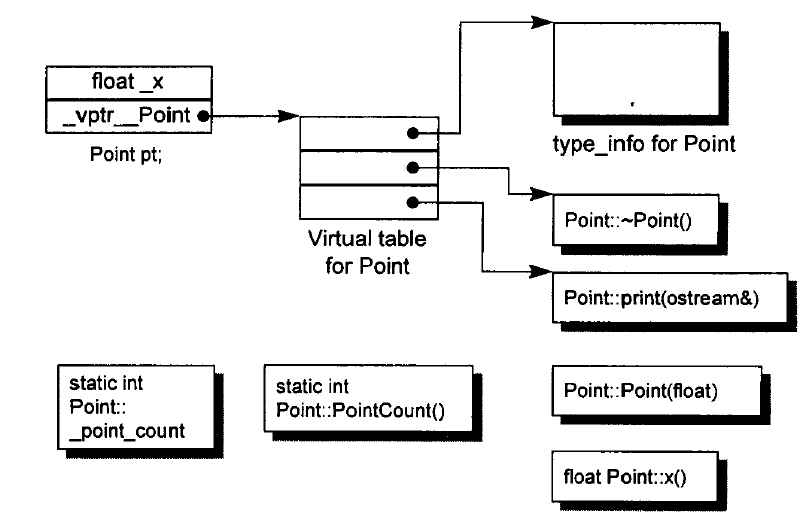 float _x
_vptr__Point
Point pt;
Virtual table
for Point
type_info for Point
Point::~Point()
Point::print(ostream&)
static int
Point::
_point_count
static int
Point::PointCount()
Point::Point(float)
float Point::x()